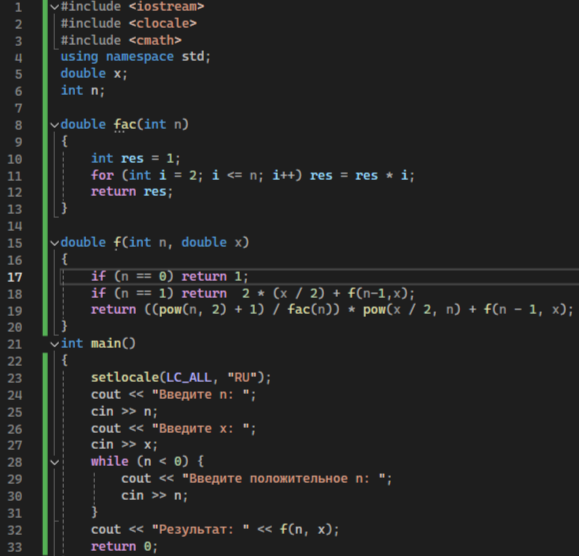 1 #include <iostream>
2 #include <clocale>
3 #include <cmath>
4 using namespace std;
5 double x;
6 int n;
7
8 double fac(int n)
9 {
10 int res = 1;
11 for (int i = 2; i <= n; i++) res = res * i;
12 return res;
13 }
14
15 double f(int n, double x)
16 {
17 if (n == 0) return 1;
18 if (n == 1) return  2 * (x / 2) + f(n-1,x);
19 return ((pow(n, 2) + 1) / fac(n)) * pow(x / 2, n) + f(n - 1, x);
20 }
21 int main()
22 {
23 setlocale(LC_ALL, "RU");
24 cout << "Введите n: ";
25 cin >> n;
26 cout << "Введите x: ";
27 cin >> x;
28 while (n < 0) {
29 cout << "Введите положительное n: ";
30 cin >> n;
31 }
32 cout << "Результат: " << f(n, x);
33 return 0;